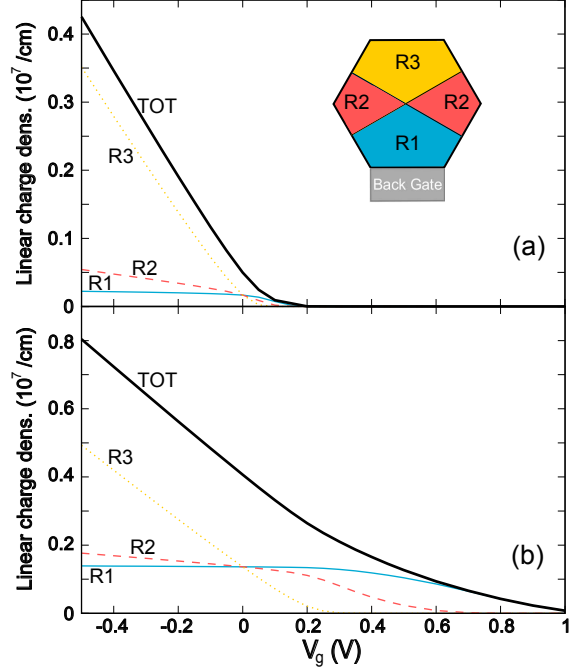 Linear charge dens. (10^7 /cm)
0.4
0.3
0.2
0.1
0
TOT
R3
R2
R1
R3
R2
R2
R1
Back Gate
(a)
Linear charge dens. (10^7 /cm)
0.8
0.6
0.4
0.2
0
TOT
R3
R2
R1
(b)
-0.4
-0.2
0
0.2
0.4
0.6
0.8
1
V_g (V)